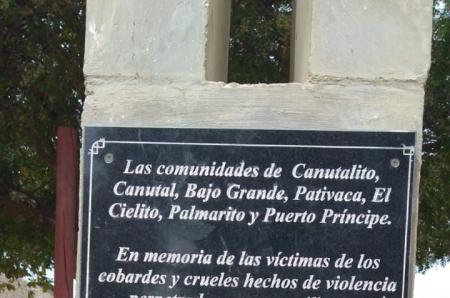 Las comunidades de Canutalito,
Canutal, Bajo Grande, Pativaca, El
Cielito, Palmarito y Puerto Príncipe.
En memoria de las víctimas de los
cobardes y crueles hechos de violencia